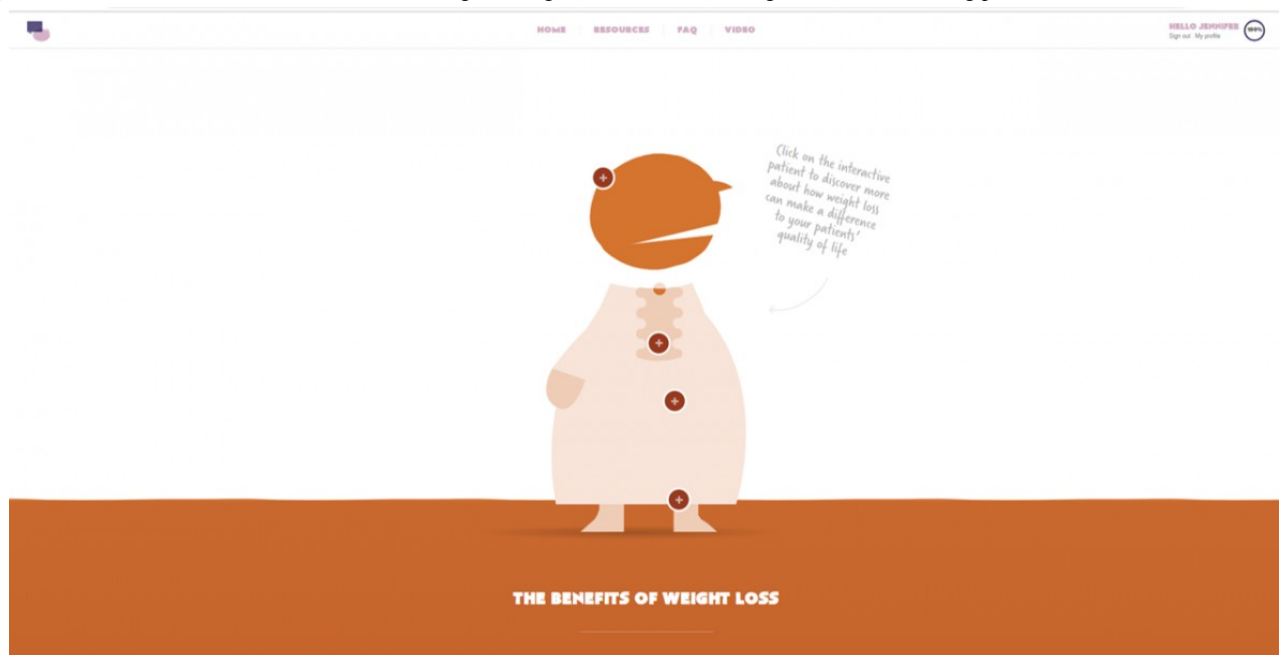 HOME RESOURCES FAQ VIDEO
HELLO JENNIFER
Sign out My profile
100%
Click on the interactive
patient to discover more
about how weight loss
can make a difference
to your patients'
quality of life
THE BENEFITS OF WEIGHT LOSS